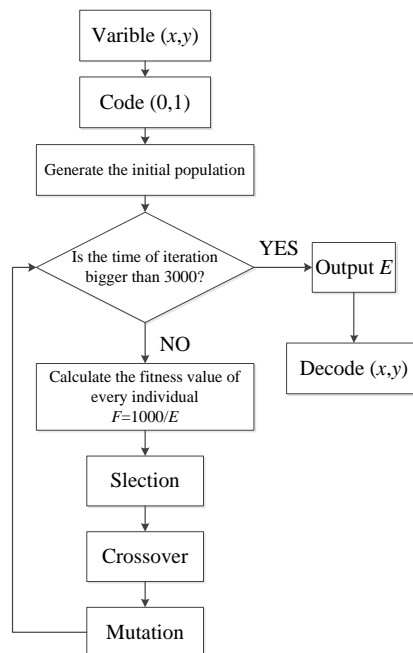 Varible (x,y)
Code (0,1)
Generate the initial population
Is the time of iteration
bigger than 3000?
YES
Output E
Decode (x,y)
NO
Calculate the fitness value of
every individual
F=1000/E
Slection
Crossover
Mutation